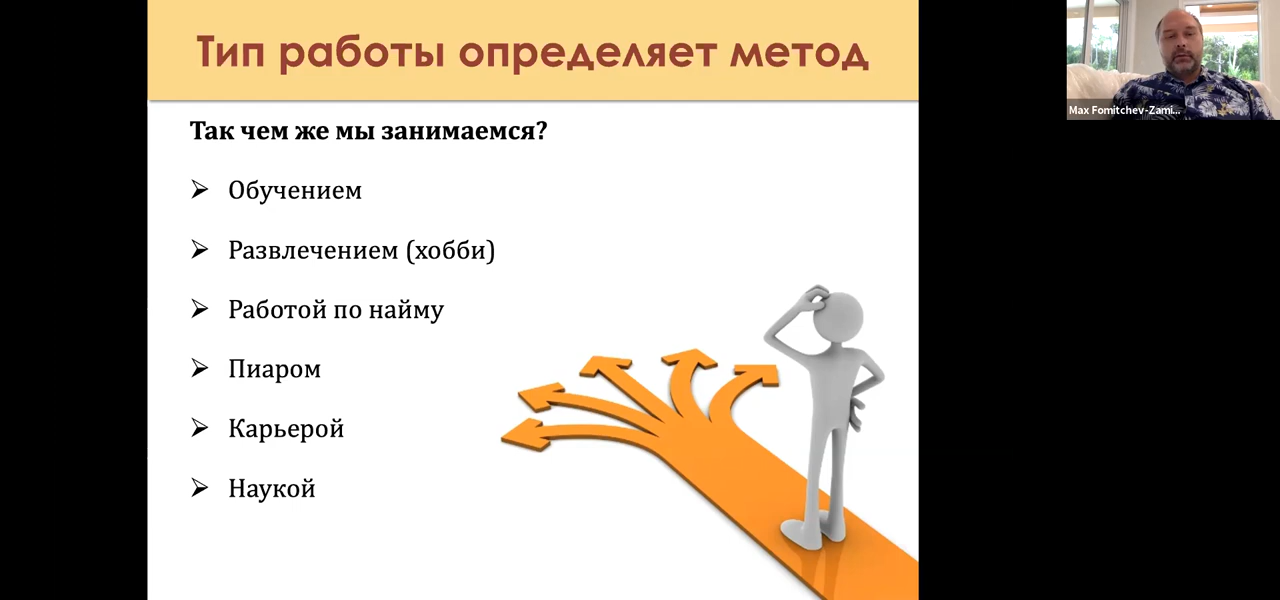 Тип работы определяет метод
Так чем же мы занимаемся?
Обучением
Развлечением (хобби)
Работой по найму
Пиаром
Карьерой
Наукой
Max Fomitchev-Zami...